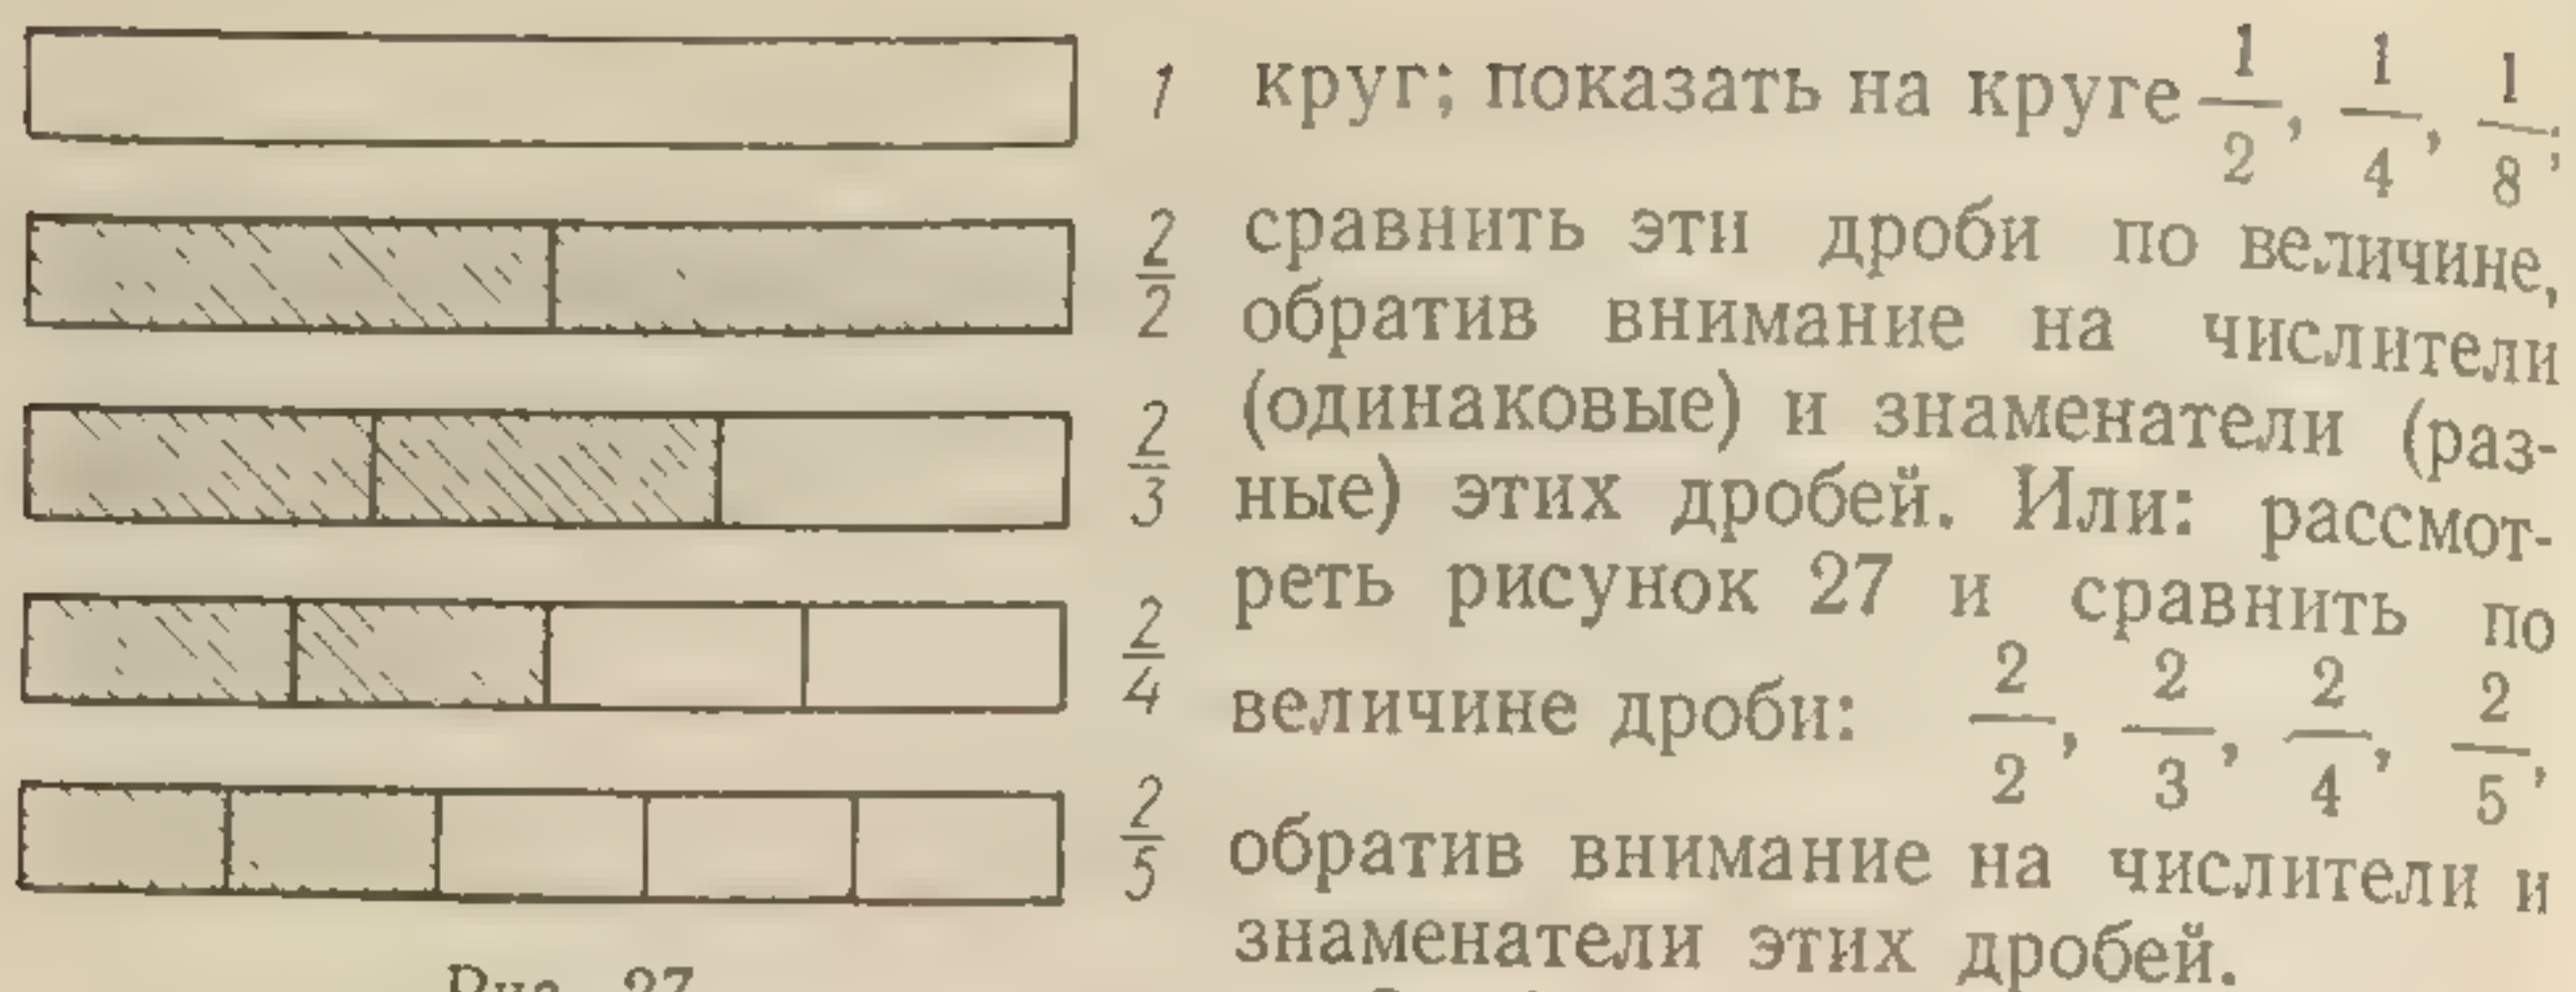 1
2/2
2/3
2/4
2/5
Рис. 27
круг; показать на круге 1/2, 1/4, 1/8;
сравнить эти дроби по величине,
обратив внимание на числители
(одинаковые) и знаменатели (раз-
ные) этих дробей. Или: рассмот-
реть рисунок 27 и сравнить по
величине дроби: 2/2, 2/3, 2/4, 2/5,
обратив внимание на числители и
знаменатели этих дробей.